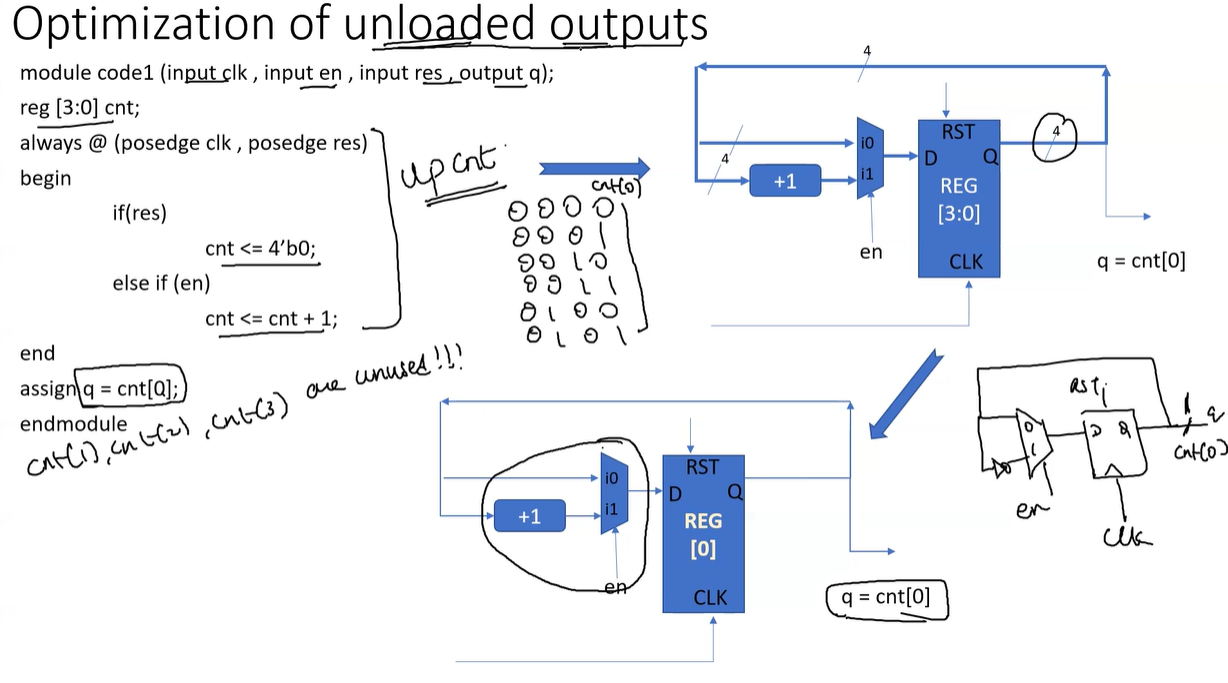 Optimization of unloaded outputs
module code1 (input clk , input en , input res , output q);
reg [3:0] cnt;
always @ (posedge clk , posedge res)
begin
if(res)
cnt <= 4'b0;
else if (en)
cnt <= cnt + 1;
end
assign q = cnt[Q];
endmodule
cnt(1), cnt(2), cnt(3) are unused!!!
up cnt
cnt(0)
0 0 0 0
0 0 0 1
0 0 1 0
0 0 1 1
0 1 0 0
0 1 0 1
4
4
+1
i0
i1
en
RST
D
Q
REG
[3:0]
CLK
4
q = cnt[0]
+1
i0
i1
en
RST
D
Q
REG
[0]
CLK
q = cnt[0]
0
1
en
D Q
clk
1
q
cnt(0)